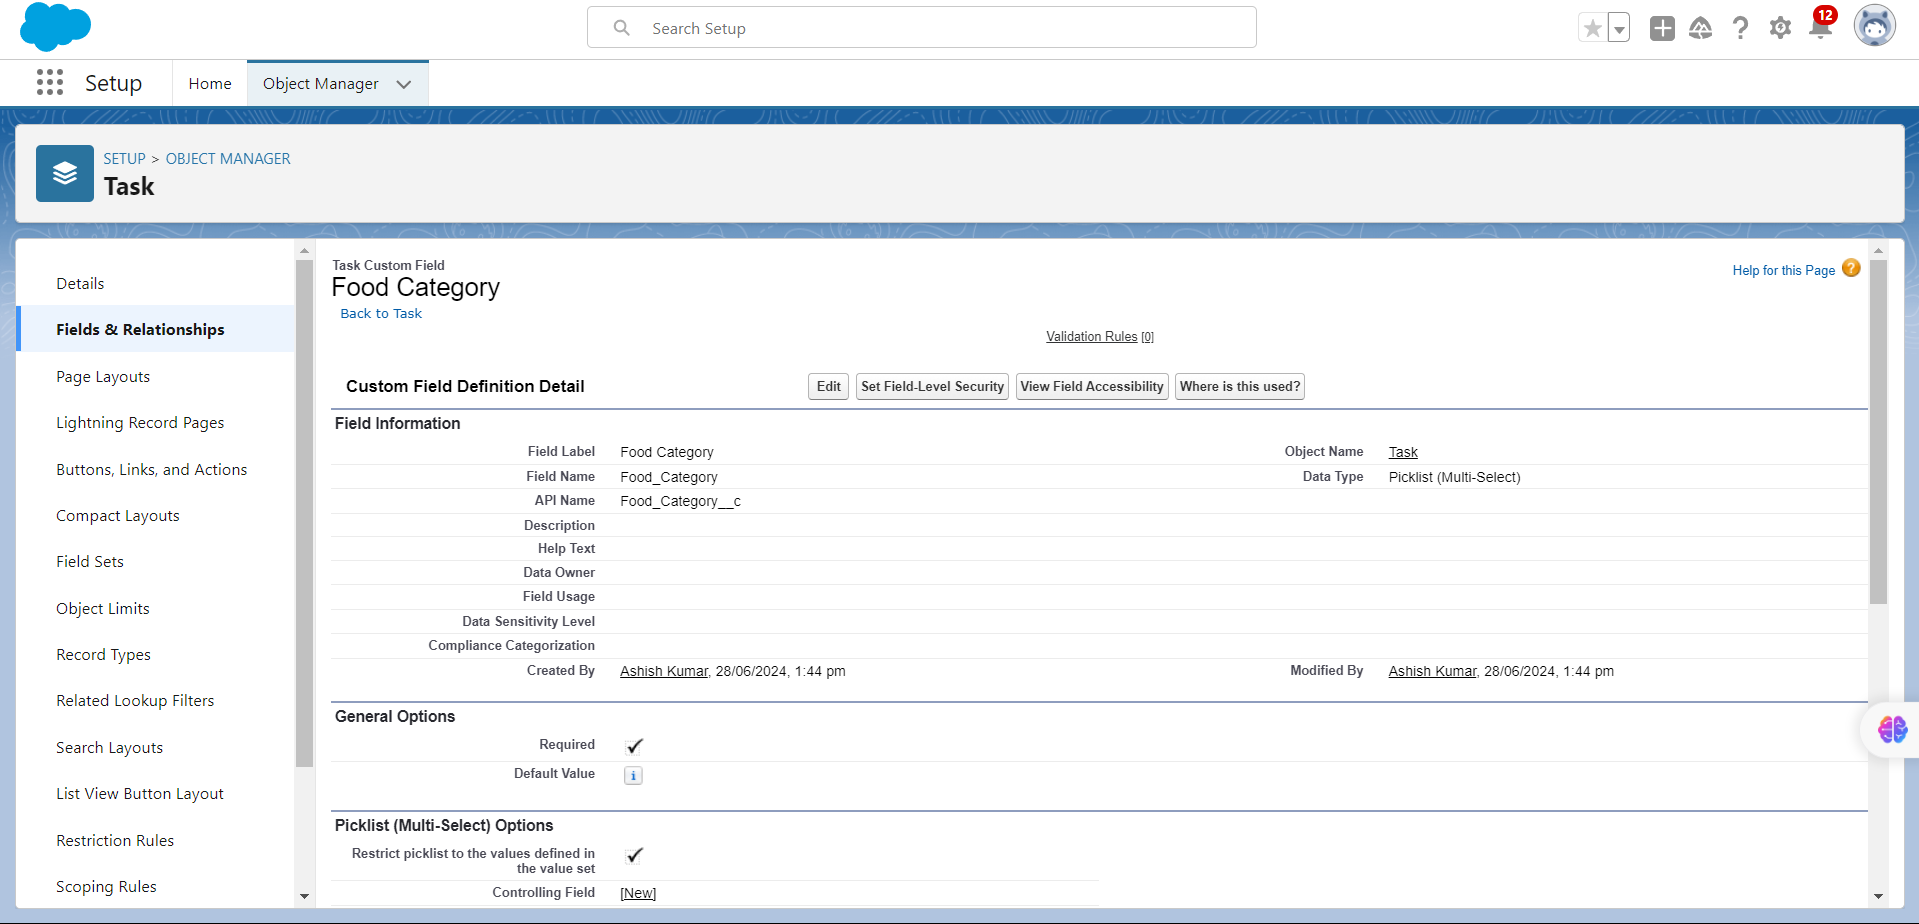 Search Setup
12
Setup
Home
Object Manager
SETUP > OBJECT MANAGER
Task
Details
Fields & Relationships
Page Layouts
Lightning Record Pages
Buttons, Links, and Actions
Compact Layouts
Field Sets
Object Limits
Record Types
Related Lookup Filters
Search Layouts
List View Button Layout
Restriction Rules
Scoping Rules
Task Custom Field
Food Category
Back to Task
Help for this Page ?
Validation Rules [0]
Custom Field Definition Detail
Edit
Set Field-Level Security
View Field Accessibility
Where is this used?
Field Information
Field Label Food Category Object Name Task
Field Name Food_Category Data Type Picklist (Multi-Select)
API Name Food_Category__c
Description
Help Text
Data Owner
Field Usage
Data Sensitivity Level
Compliance Categorization
Created By Ashish Kumar, 28/06/2024, 1:44 pm Modified By Ashish Kumar, 28/06/2024, 1:44 pm
General Options
Required
Default Value i
Picklist (Multi-Select) Options
Restrict picklist to the values defined in
the value set
Controlling Field [New]